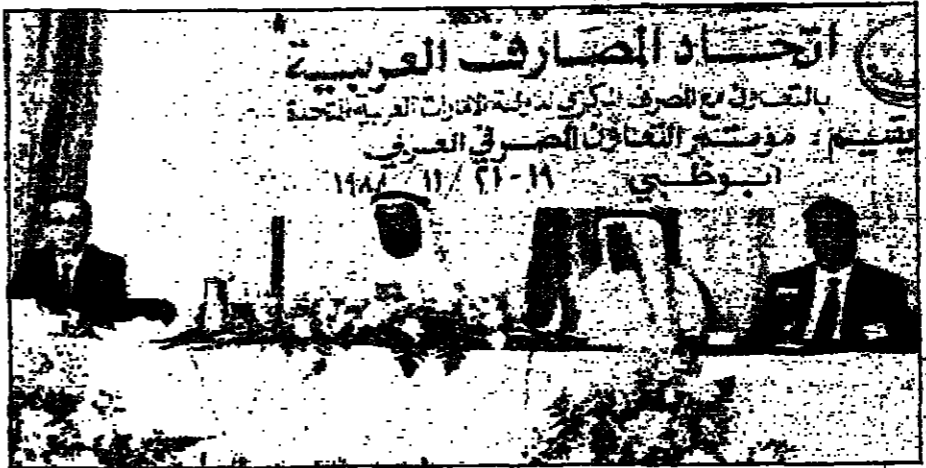 اتحاد المصارف العربية
بالتعاون مع المصرف المركزي لدولة الامارات العربية المتحدة
يقيم : مؤتمر التعاون المصرفي العربي
ابوظبي ١٩-٢١/ ١١/